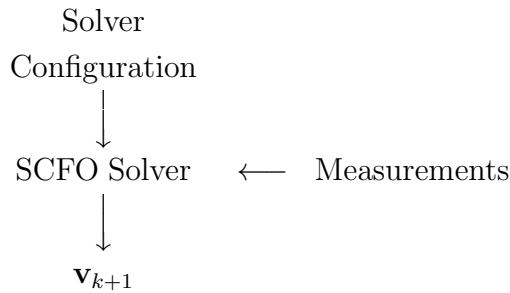 Solver
Configuration
SCFO Solver ← Measurements
v_{k+1}